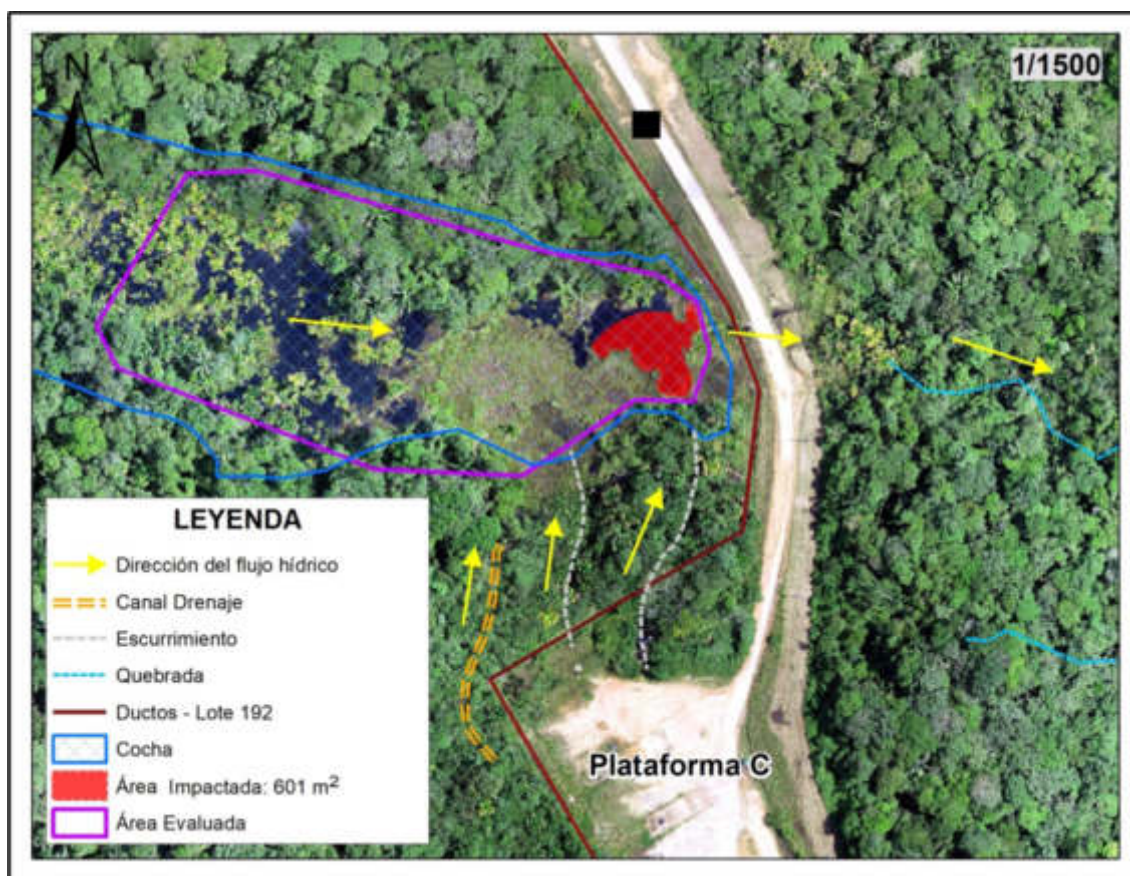 N
1/1500
LEYENDA
Dirección del flujo hídrico
Canal Drenaje
Escurrimiento
Quebrada
Ductos - Lote 192
Cocha
Área Impactada: 601 m²
Área Evaluada
Plataforma C